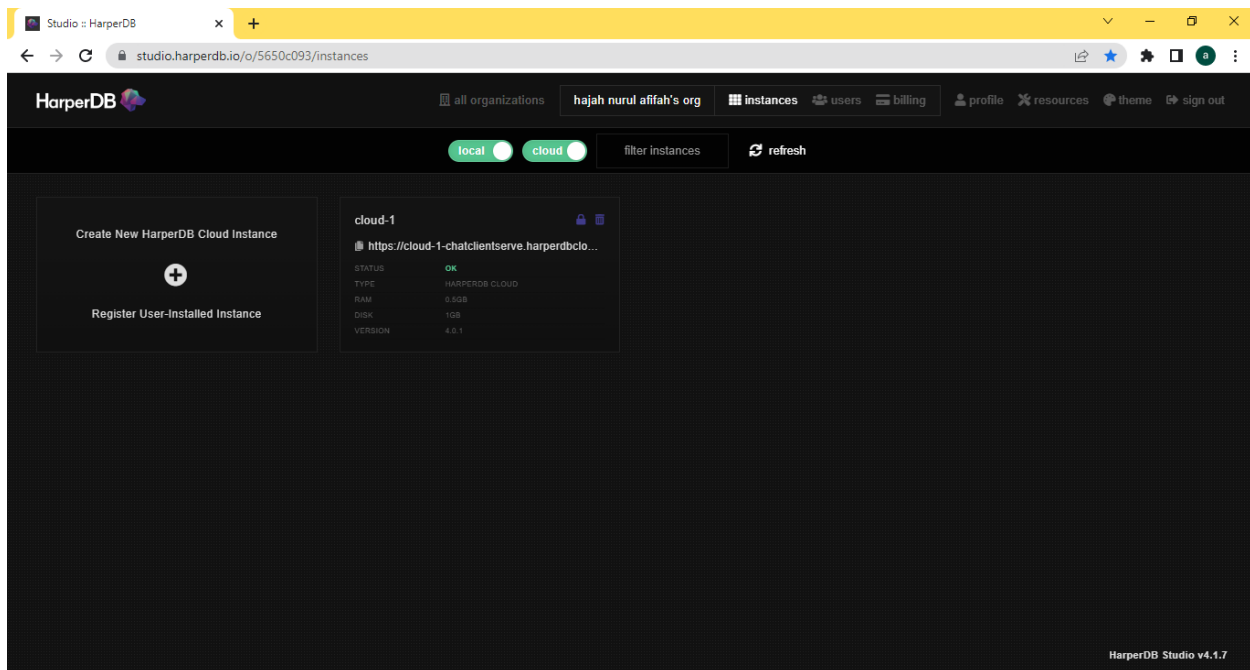 Studio :: HarperDB
studio.harperdb.io/o/5650c093/instances
a
HarperDB
all organizations
hajah nurul afifah's org
instances
users
billing
profile
resources
theme
sign out
local
cloud
filter instances
refresh
Create New HarperDB Cloud Instance
Register User-Installed Instance
cloud-1
https://cloud-1-chatclientserve.harperdbclo...
STATUS OK
TYPE HARPERDB CLOUD
RAM 0.5GB
DISK 1GB
VERSION 4.0.1
HarperDB Studio v4.1.7